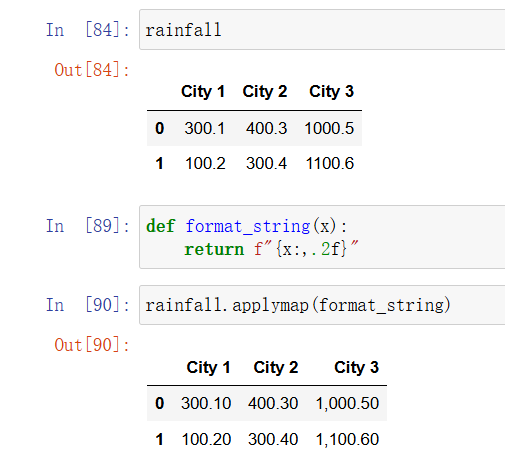 In [84]: rainfall
Out[84]:
City 1 City 2 City 3
0 300.1 400.3 1000.5
1 100.2 300.4 1100.6
In [89]: def format_string(x):
return f"{x:,.2f}"
In [90]: rainfall.applymap(format_string)
Out[90]:
City 1 City 2 City 3
0 300.10 400.30 1,000.50
1 100.20 300.40 1,100.60